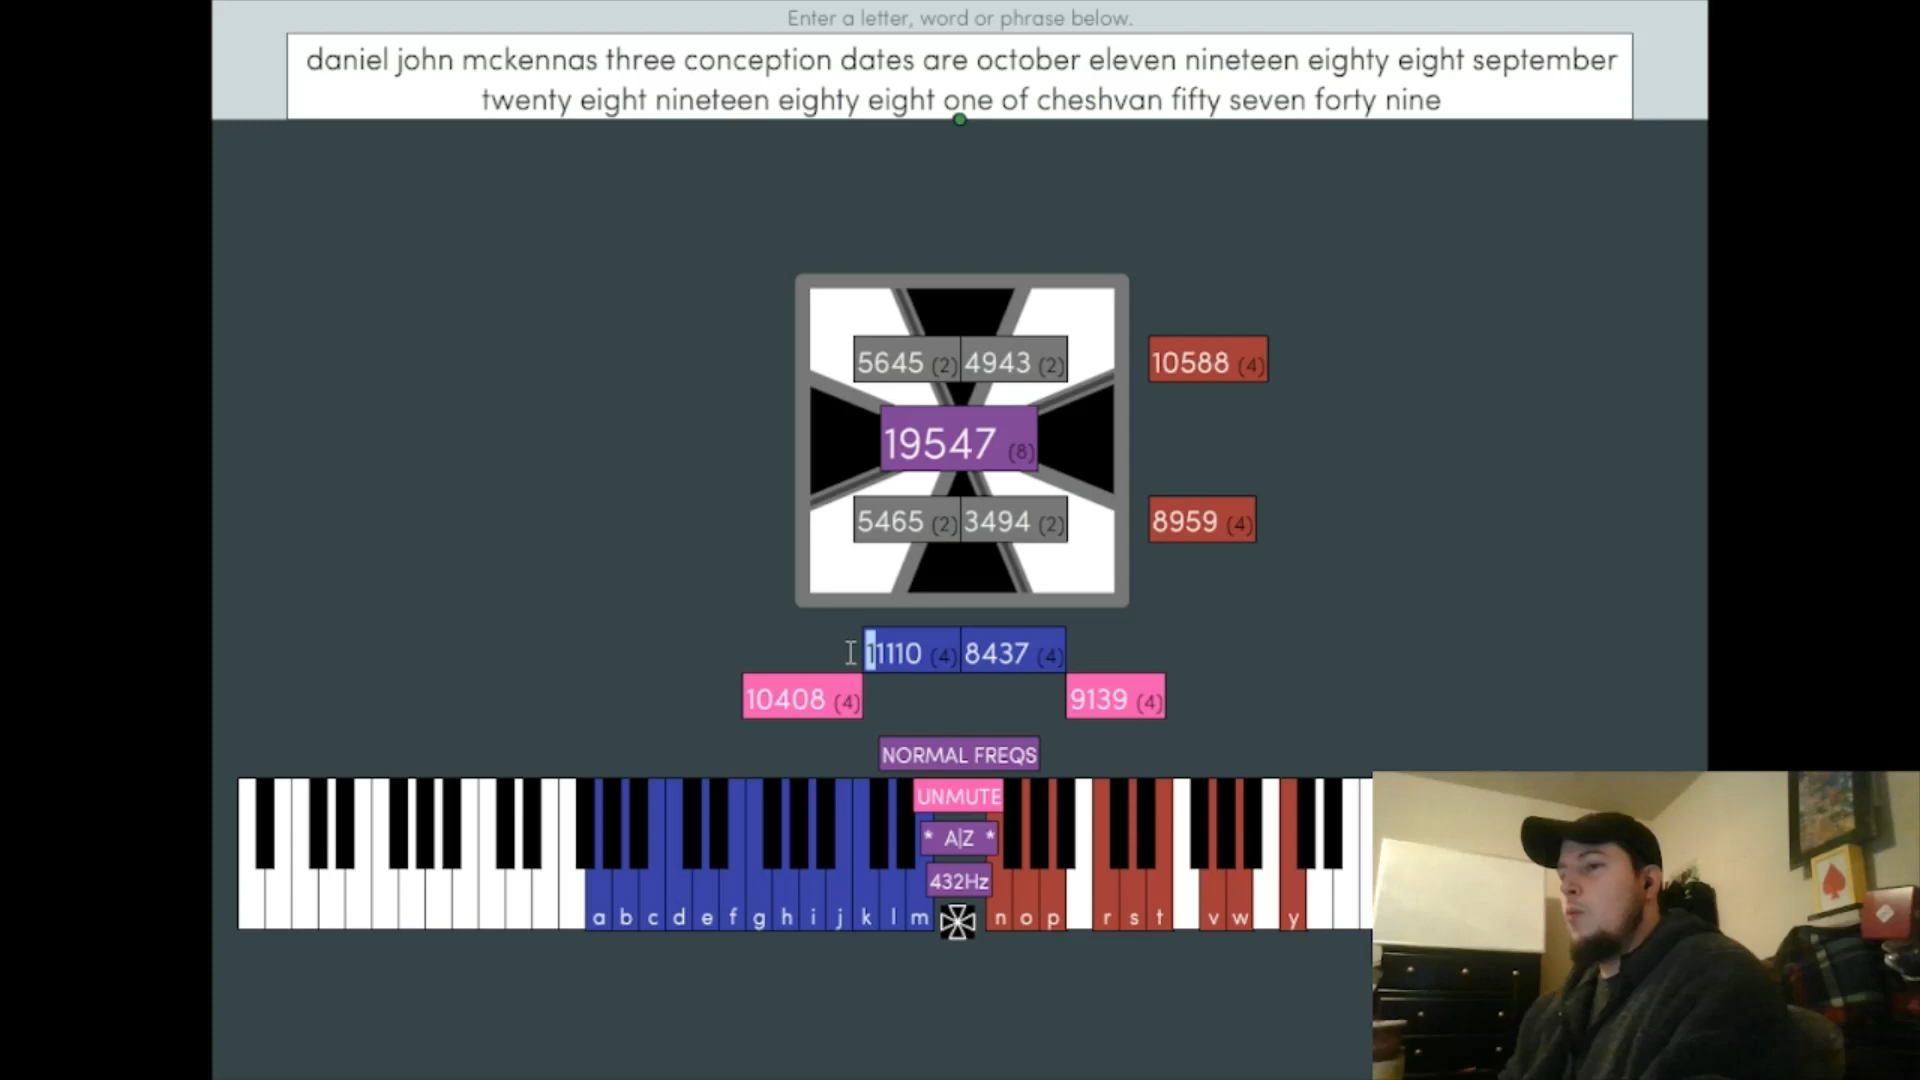 Enter a letter, word or phrase below.
daniel john mckennas three conception dates are october eleven nineteen eighty eight september
twenty eight nineteen eighty eight one of cheshvan fifty seven forty nine
5645 (2) 4943 (2) 10588 (4)
19547 (8)
5465 (2) 3494 (2) 8959 (4)
11110 (4) 8437 (4)
10408 (4) 9139 (4)
NORMAL FREQS
UNMUTE
* A|Z *
432Hz
a b c d e f g h i j k l m n o p r s t v w y